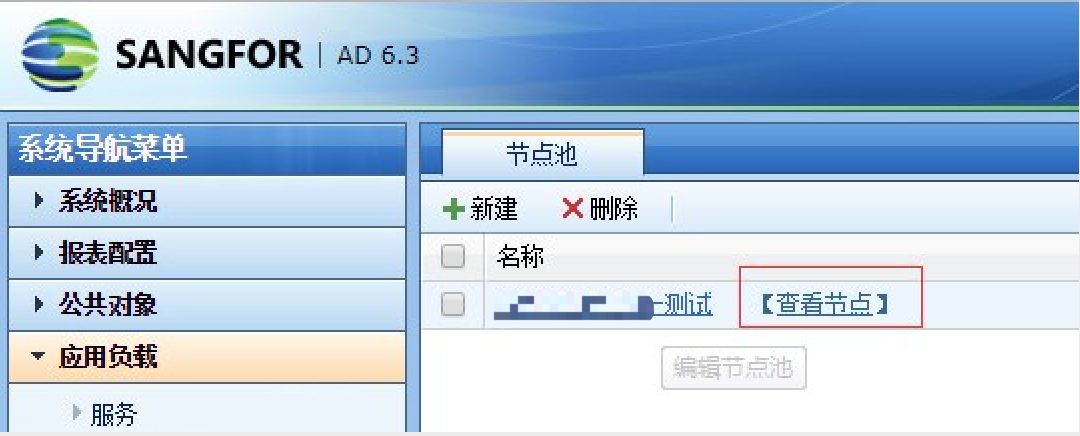 SANGFOR | AD 6.3
系统导航菜单
节点池
系统概况
新建 删除
报表配置
名称
公共对象
-测试 【查看节点】
应用负载
编辑节点池
服务